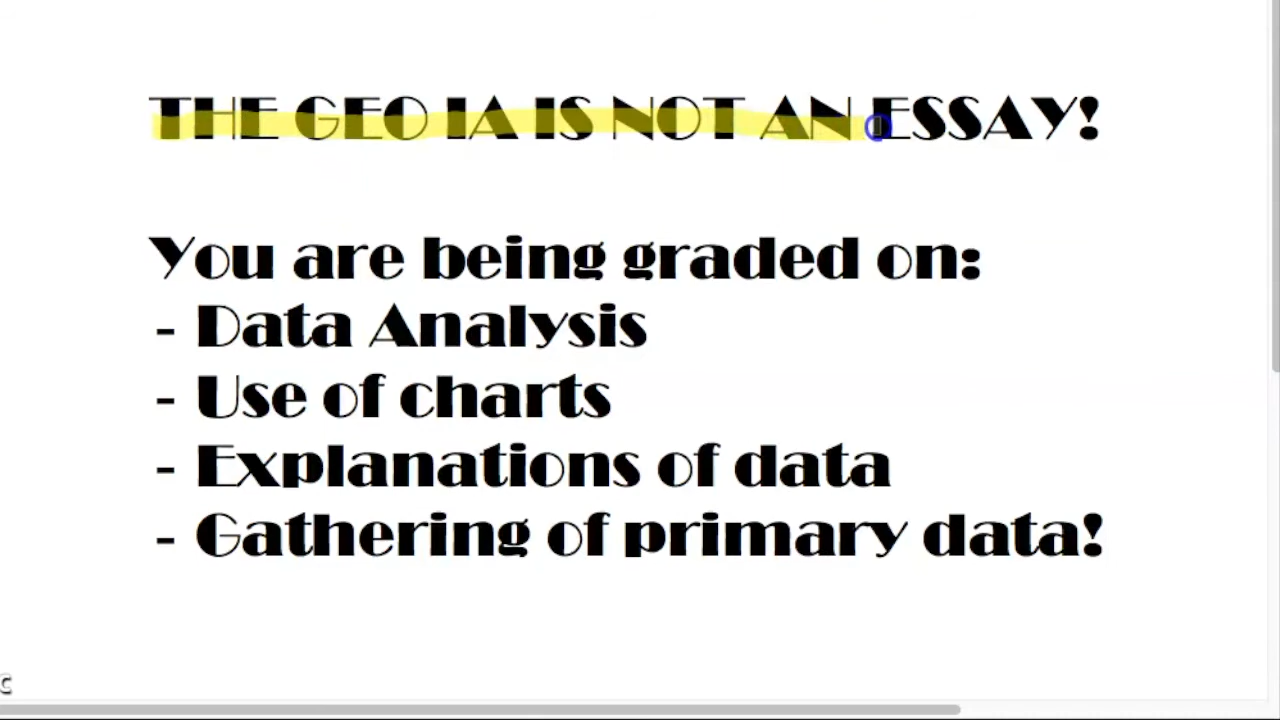 THE GEO IA IS NOT AN ESSAY!
You are being graded on:
- Data Analysis
- Use of charts
- Explanations of data
- Gathering of primary data!
c